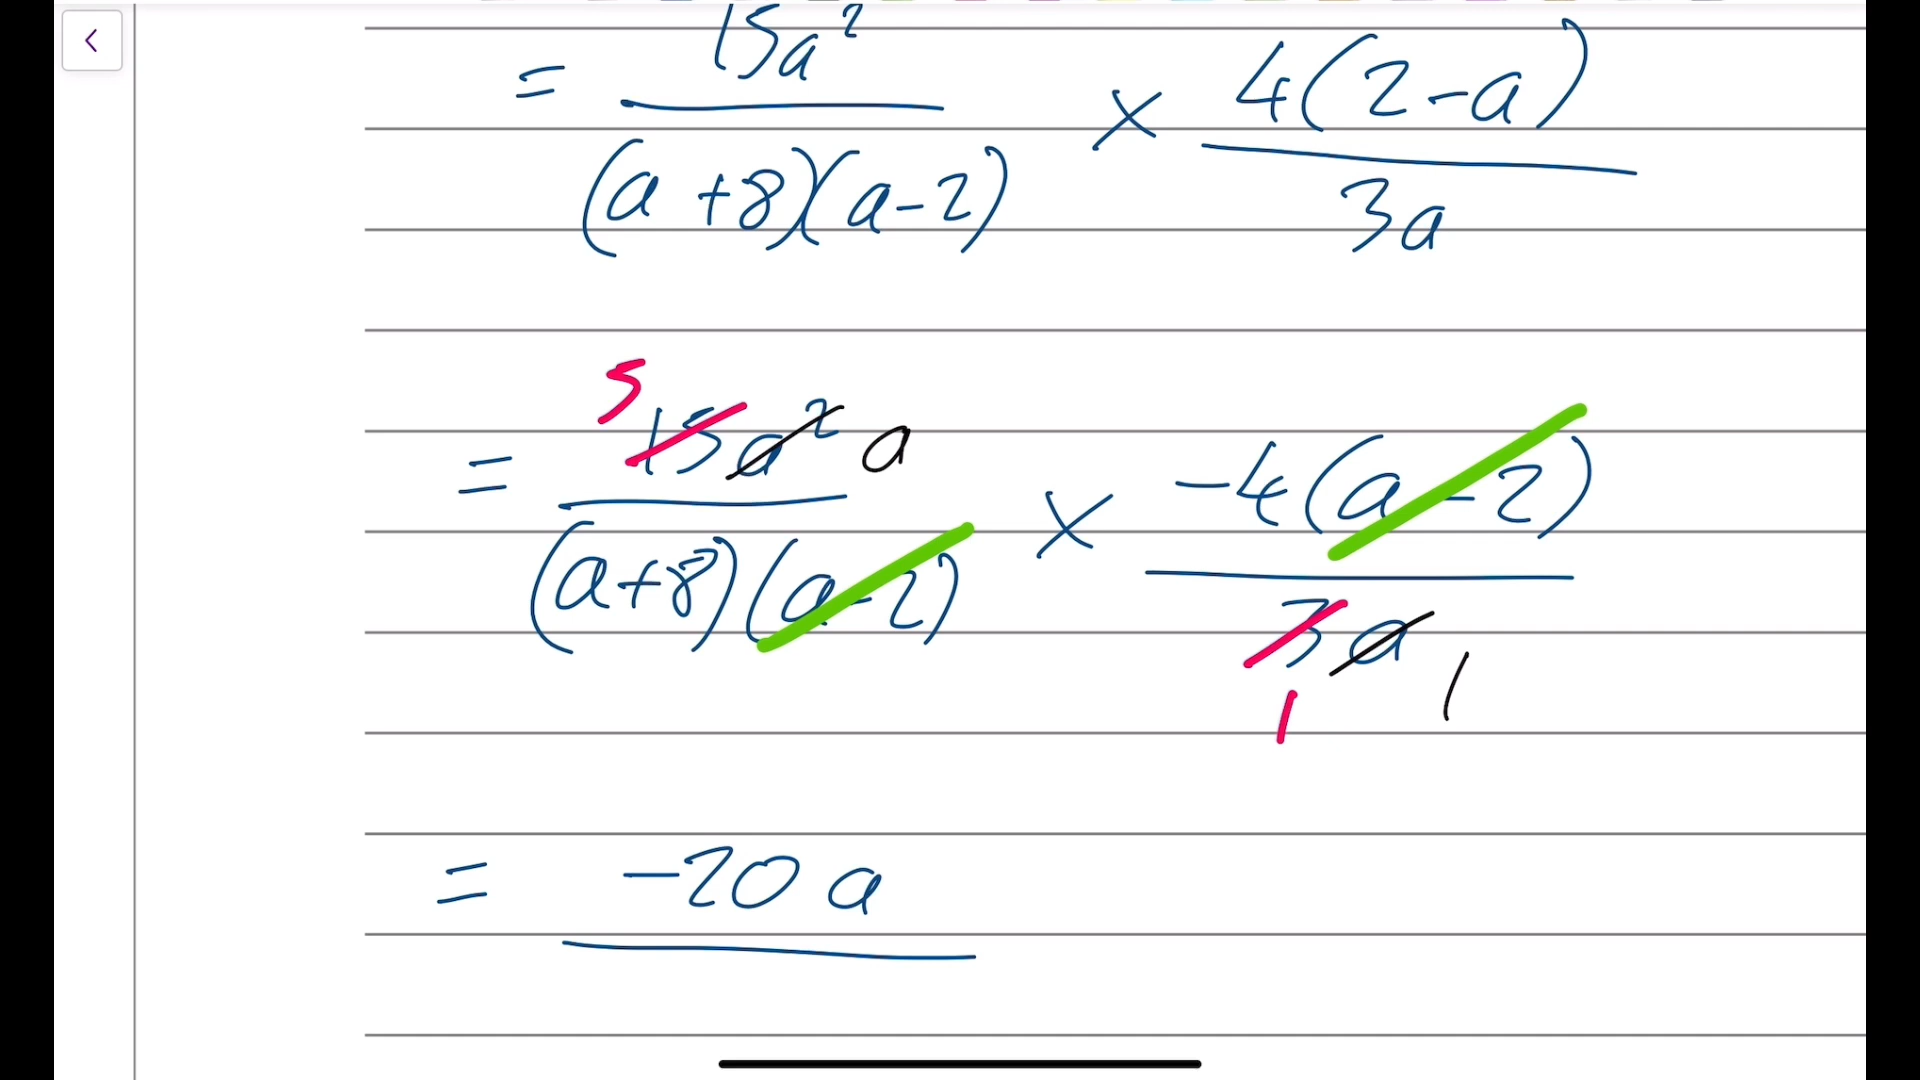 = 15a² / (a+8)(a-2) × 4(2-a) / 3a
= 5 15a² a / (a+8)(a-2) × -4(a-2) / 3a 1 1
= -20a